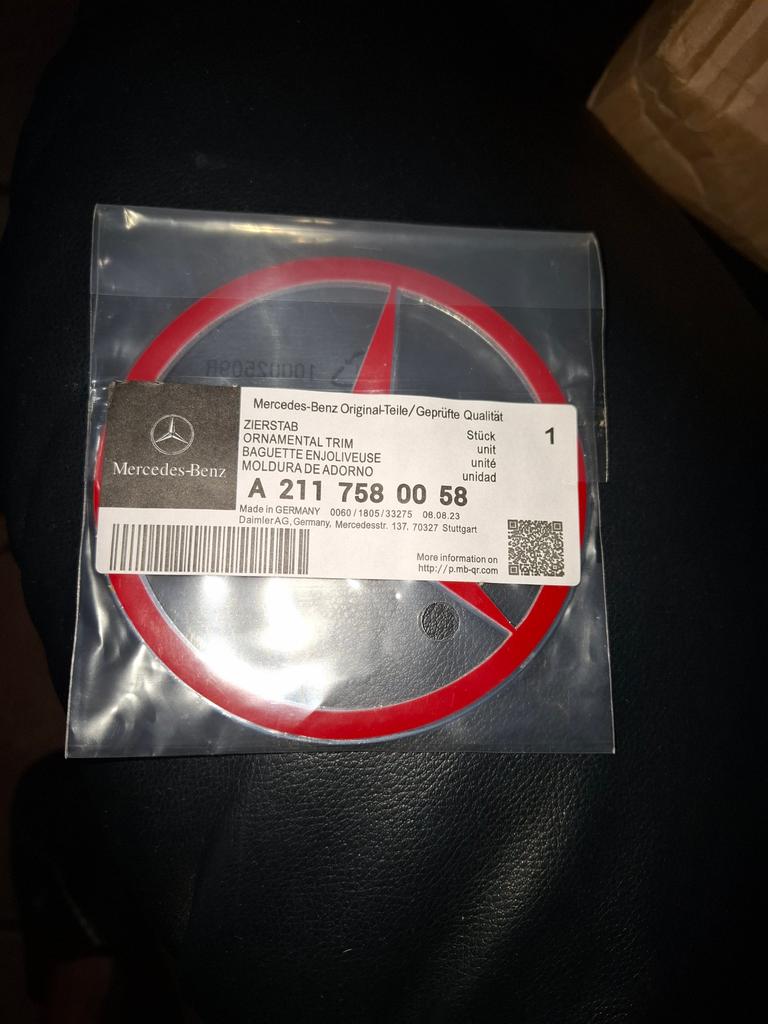 10002509R
Mercedes-Benz Original-Teile/Geprüfte Qualität
ZIERSTAB
ORNAMENTAL TRIM
BAGUETTE ENJOLIVEUSE
MOLDURA DE ADORNO
Stück
unit
unité
unidad
1
Mercedes-Benz
A 211 758 00 58
Made in GERMANY 0060/1805/33275 08.08.23
Daimler AG, Germany, Mercedesstr. 137, 70327 Stuttgart
More information on
http://p.mb-qr.com